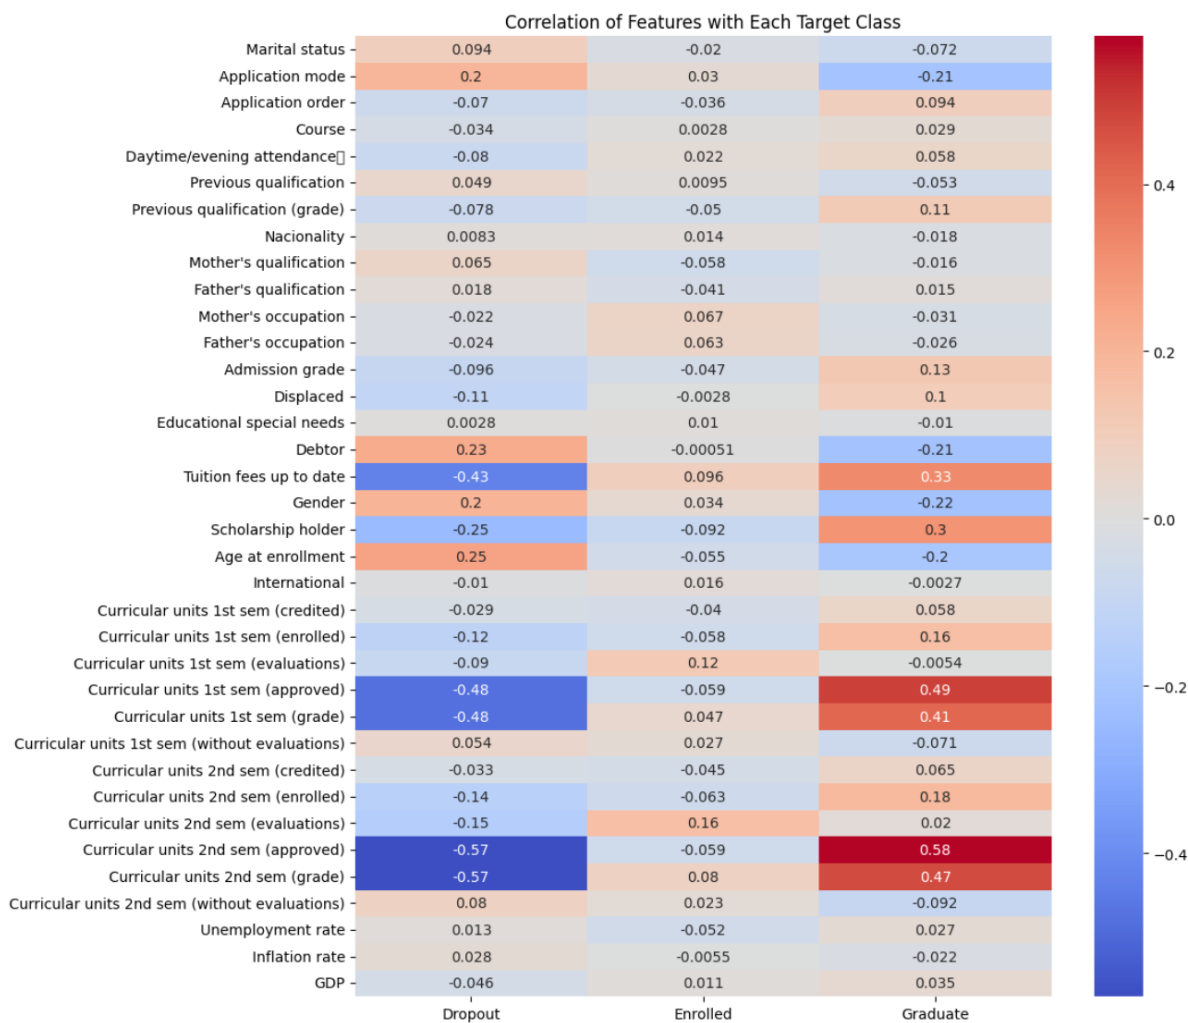 Correlation of Features with Each Target Class
Marital status 0.094 -0.02 -0.072
Application mode 0.2 0.03 -0.21
Application order -0.07 -0.036 0.094
Course -0.034 0.0028 0.029
Daytime/evening attendance▯ -0.08 0.022 0.058
Previous qualification 0.049 0.0095 -0.053
Previous qualification (grade) -0.078 -0.05 0.11
Nacionality 0.0083 0.014 -0.018
Mother's qualification 0.065 -0.058 -0.016
Father's qualification 0.018 -0.041 0.015
Mother's occupation -0.022 0.067 -0.031
Father's occupation -0.024 0.063 -0.026
Admission grade -0.096 -0.047 0.13
Displaced -0.11 -0.0028 0.1
Educational special needs 0.0028 0.01 -0.01
Debtor 0.23 -0.00051 -0.21
Tuition fees up to date -0.43 0.096 0.33
Gender 0.2 0.034 -0.22
Scholarship holder -0.25 -0.092 0.3
Age at enrollment 0.25 -0.055 -0.2
International -0.01 0.016 -0.0027
Curricular units 1st sem (credited) -0.029 -0.04 0.058
Curricular units 1st sem (enrolled) -0.12 -0.058 0.16
Curricular units 1st sem (evaluations) -0.09 0.12 -0.0054
Curricular units 1st sem (approved) -0.48 -0.059 0.49
Curricular units 1st sem (grade) -0.48 0.047 0.41
Curricular units 1st sem (without evaluations) 0.054 0.027 -0.071
Curricular units 2nd sem (credited) -0.033 -0.045 0.065
Curricular units 2nd sem (enrolled) -0.14 -0.063 0.18
Curricular units 2nd sem (evaluations) -0.15 0.16 0.02
Curricular units 2nd sem (approved) -0.57 -0.059 0.58
Curricular units 2nd sem (grade) -0.57 0.08 0.47
Curricular units 2nd sem (without evaluations) 0.08 0.023 -0.092
Unemployment rate 0.013 -0.052 0.027
Inflation rate 0.028 -0.0055 -0.022
GDP -0.046 0.011 0.035
Dropout Enrolled Graduate
0.4
0.2
0.0
−0.2
−0.4